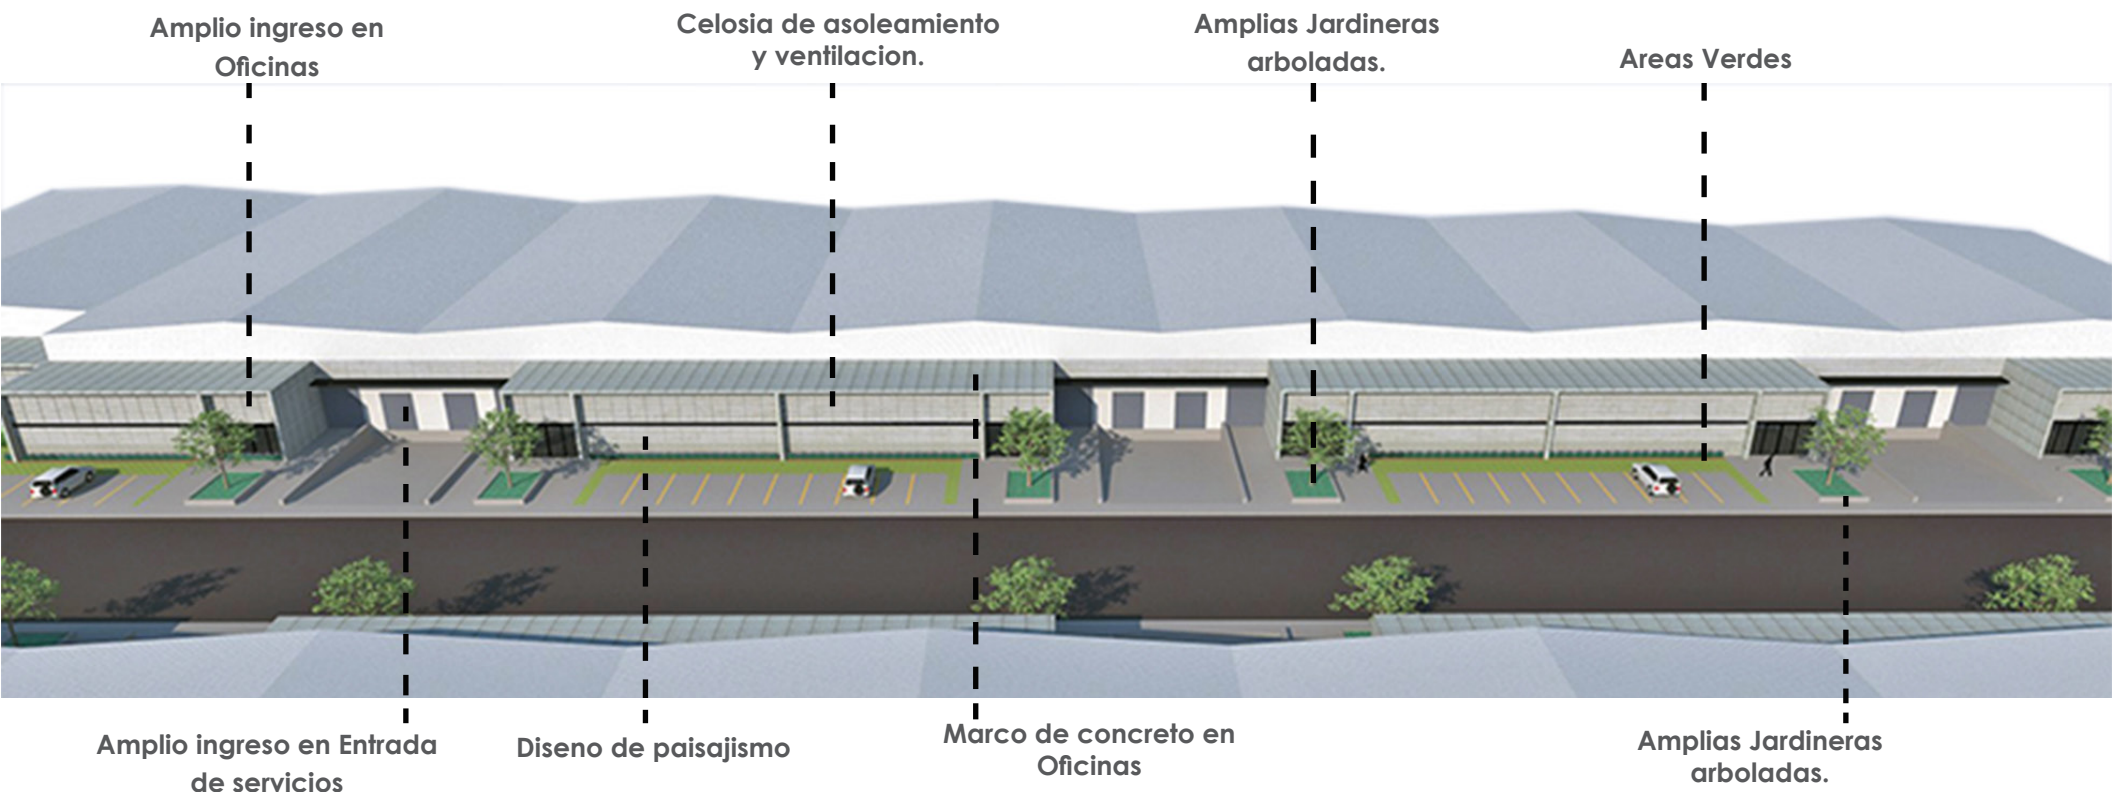 Amplio ingreso en
Oficinas
Celosia de asoleamiento
y ventilacion.
Amplias Jardineras
arboladas.
Areas Verdes
Amplio ingreso en Entrada
de servicios
Diseno de paisajismo
Marco de concreto en
Oficinas
Amplias Jardineras
arboladas.